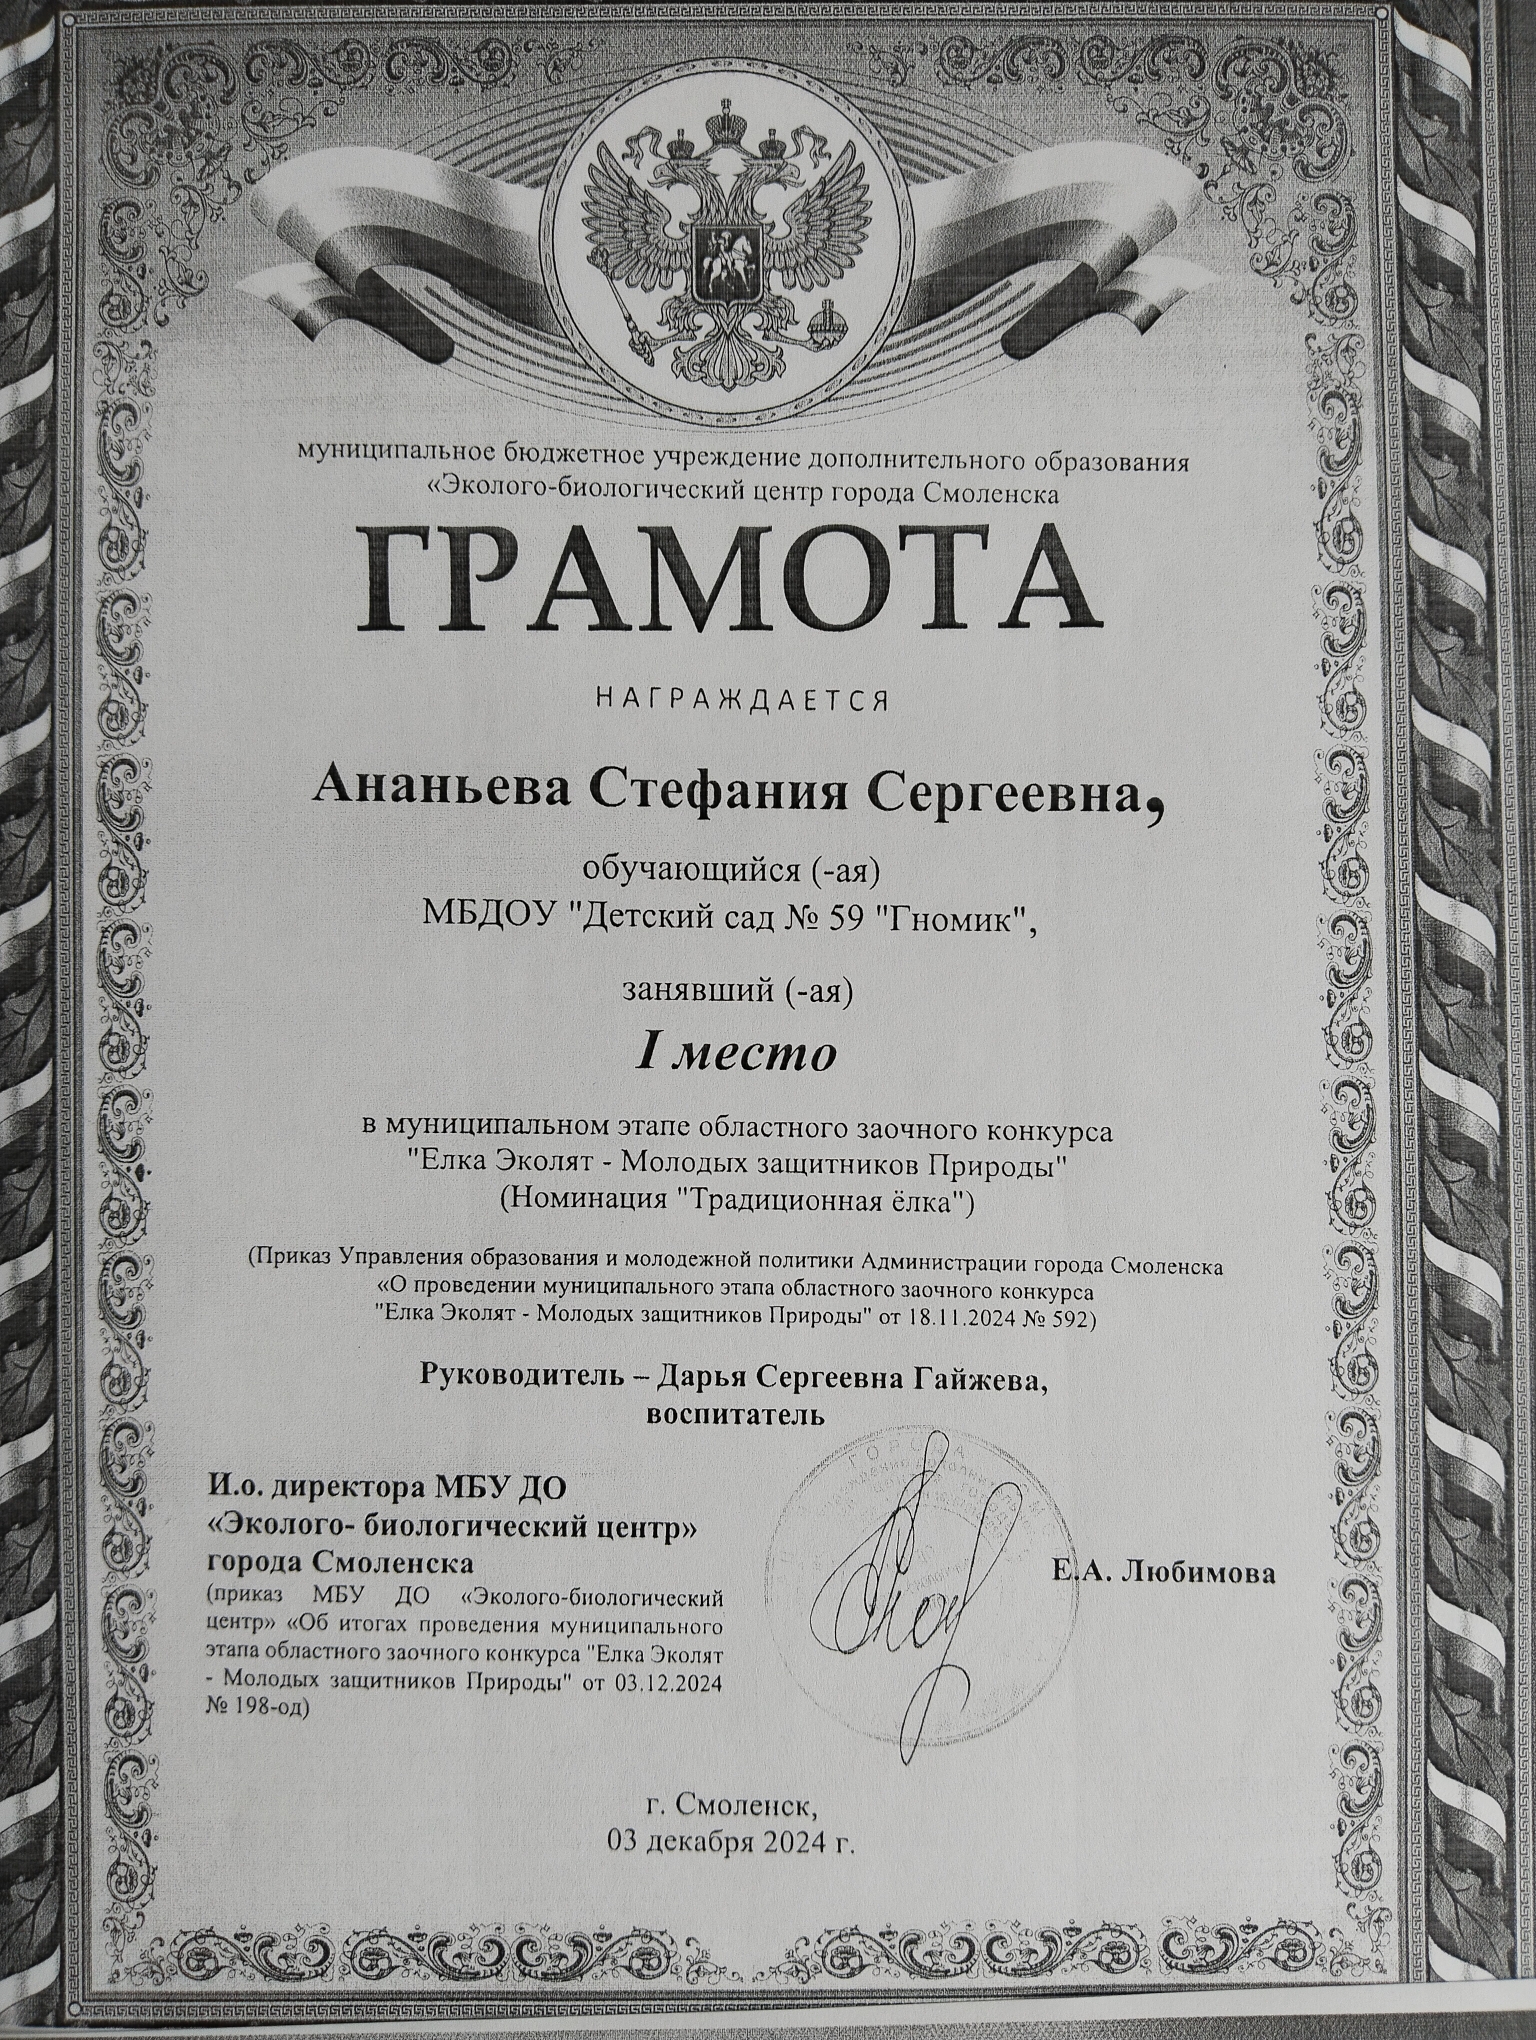 муниципальное бюджетное учреждение дополнительного образования
«Эколого-биологический центр города Смоленска
ГРАМОТА
НАГРАЖДАЕТСЯ
Ананьева Стефания Сергеевна,
обучающийся (-ая)
МБДОУ "Детский сад № 59 "Гномик",
занявший (-ая)
I место
в муниципальном этапе областного заочного конкурса
"Елка Эколят - Молодых защитников Природы"
(Номинация "Традиционная ёлка")
(Приказ Управления образования и молодежной политики Администрации города Смоленска
«О проведении муниципального этапа областного заочного конкурса
"Елка Эколят - Молодых защитников Природы" от 18.11.2024 № 592)
Руководитель – Дарья Сергеевна Гайжева,
воспитатель
И.о. директора МБУ ДО
«Эколого- биологический центр»
города Смоленска
Е.А. Любимова
(приказ МБУ ДО «Эколого-биологический
центр» «Об итогах проведения муниципального
этапа областного заочного конкурса "Елка Эколят
- Молодых защитников Природы" от 03.12.2024
№ 198-од)
ГОРОДА
г. Смоленск,
03 декабря 2024 г.